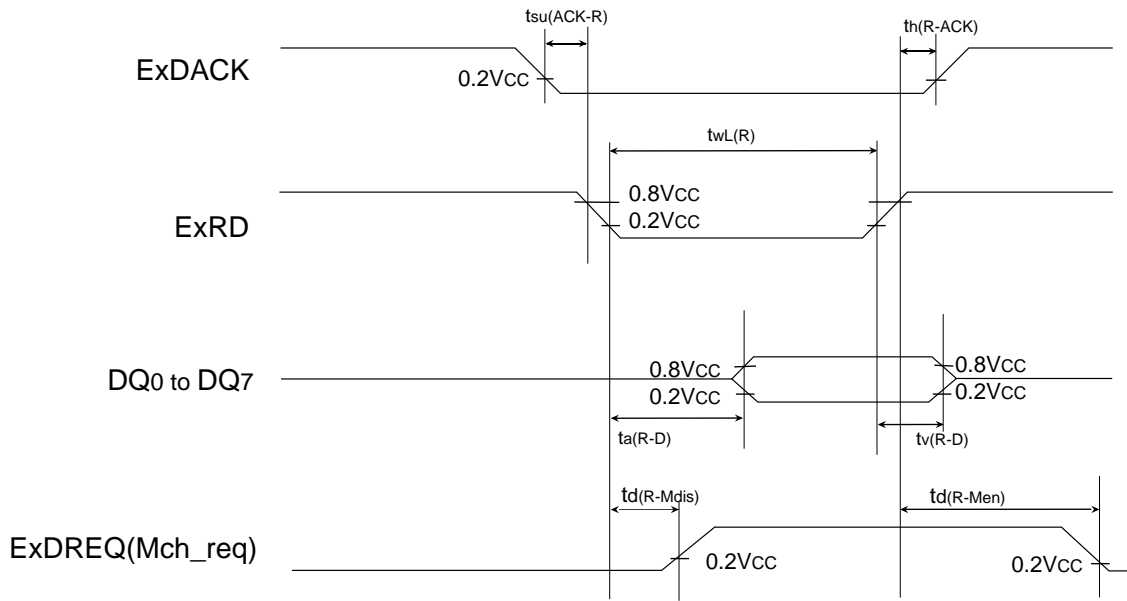 tsu(ACK-R)
th(R-ACK)
ExDACK
0.2VCC
twL(R)
0.8VCC
ExRD
0.2VCC
DQ0 to DQ7
0.8VCC
0.8VCC
0.2VCC
0.2VCC
ta(R-D)
tv(R-D)
td(R-Mdis)
td(R-Men)
ExDREQ(Mch_req)
0.2VCC
0.2VCC